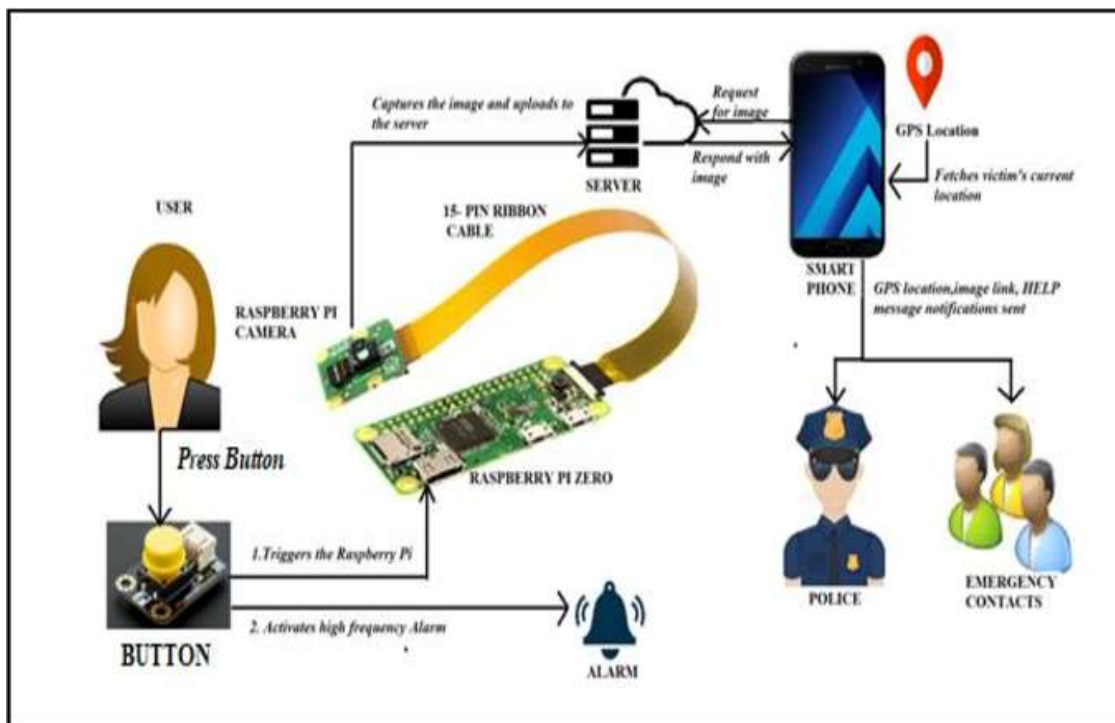 Captures the image and uploads to
the server
Request
for image
GPS Location
Respond with
image
SERVER
Fetches victim's current
location
USER
15- PIN RIBBON
CABLE
SMART
PHONE
GPS location,image link, HELP
message notifications sent
RASPBERRY PI
CAMERA
Press Button
RASPBERRY PI ZERO
1.Triggers the Raspberry Pi
2. Activates high frequency Alarm
BUTTON
ALARM
POLICE
EMERGENCY
CONTACTS